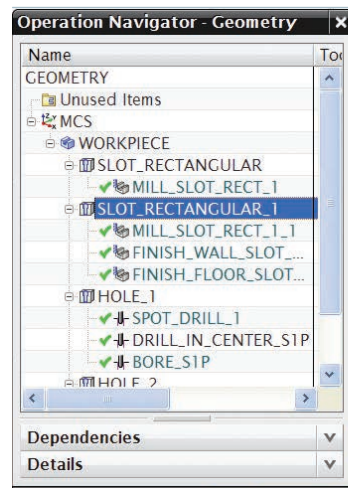 Operation Navigator - Geometry
Name
GEOMETRY
Unused Items
MCS
WORKPIECE
SLOT_RECTANGULAR
MILL_SLOT_RECT_1
SLOT_RECTANGULAR_1
MILL_SLOT_RECT_1_1
FINISH_WALL_SLOT_...
FINISH_FLOOR_SLOT...
HOLE_1
SPOT_DRILL_1
DRILL_IN_CENTER_S1P
BORE_S1P
HOLE_2
Dependencies
Details